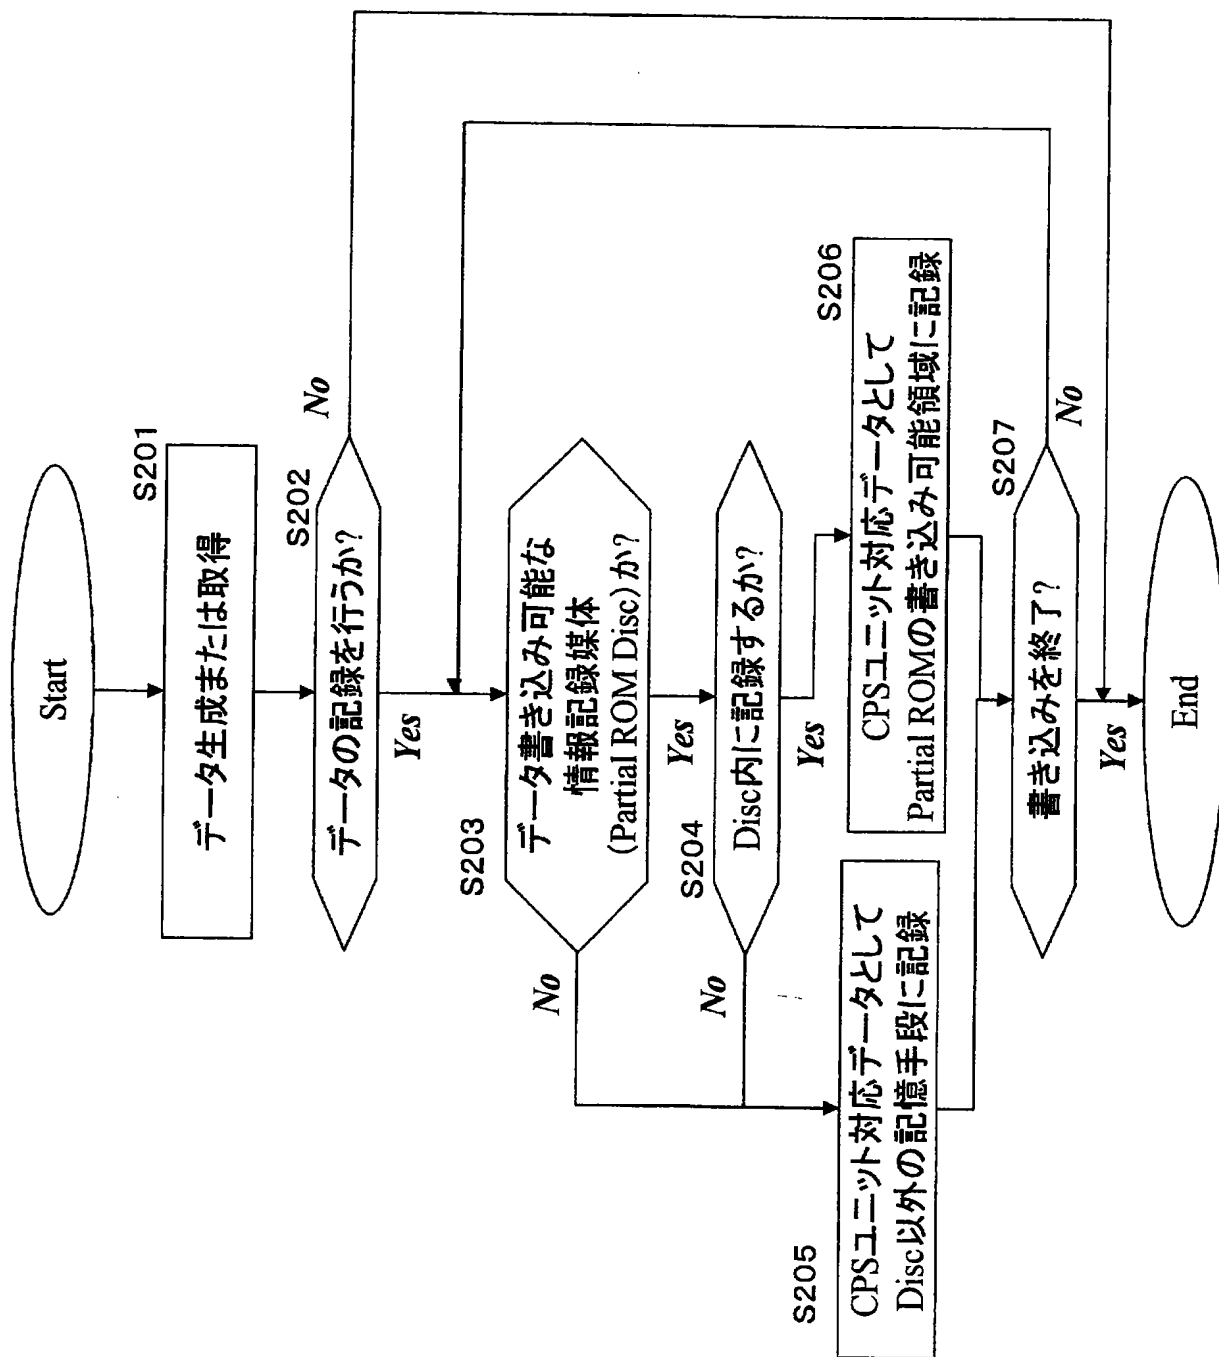 Start
S201
データ生成または取得
S202
データの記録を行うか?
No
Yes
S203
データ書き込み可能な
情報記録媒体
(Partial ROM Disc)か?
No
Yes
S204
Disc内に記録するか?
No
Yes
S205
CPSユニット対応データとして
Disc以外の記憶手段に記録
S206
CPSユニット対応データとして
Partial ROMの書き込み可能領域に記録
S207
書き込みを終了?
No
Yes
End